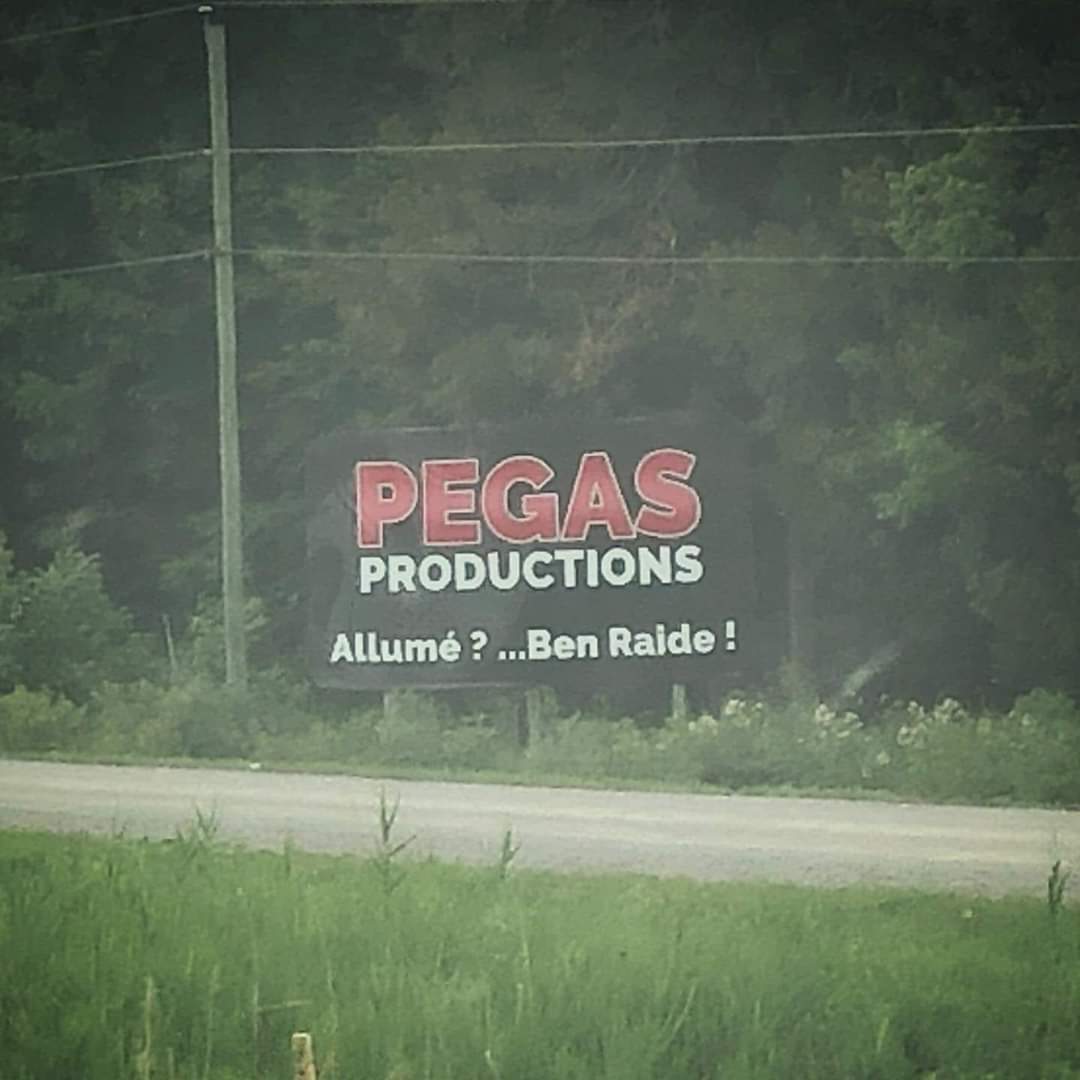 PEGAS
PRODUCTIONS
Allumé ? ...Ben Raide !